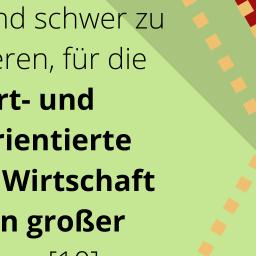 nd schwer zu
eren, für die
rt- und
rientierte
Wirtschaft
n großer